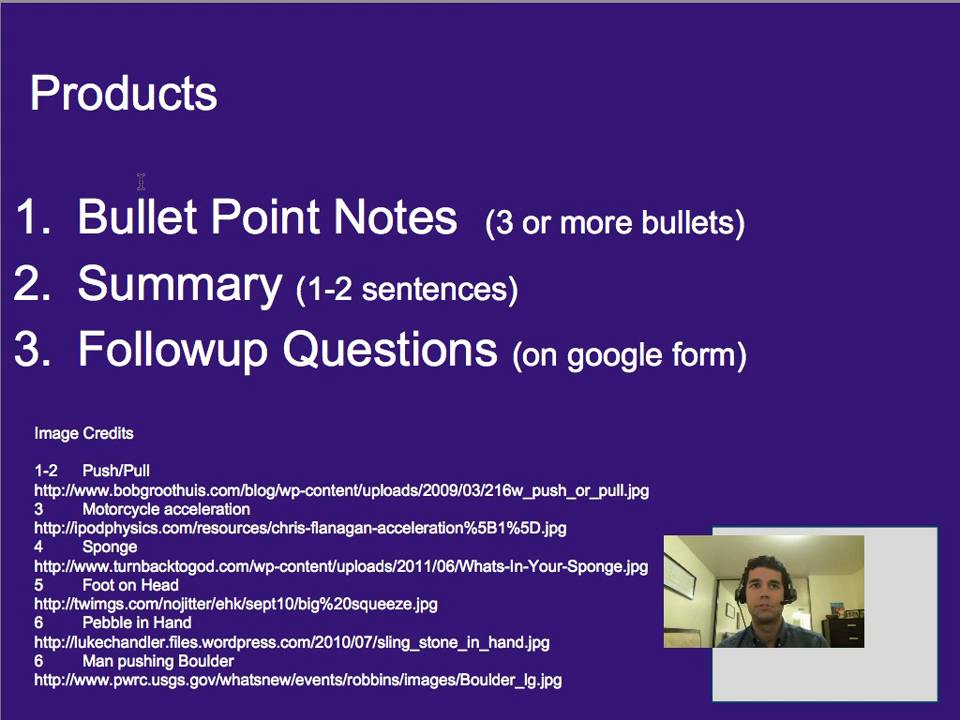 Products
1. Bullet Point Notes (3 or more bullets)
2. Summary (1-2 sentences)
3. Followup Questions (on google form)
Image Credits
1-2 Push/Pull
http://www.bobgroothuis.com/blog/wp-content/uploads/2009/03/216w_push_or_pull.jpg
3 Motorcycle acceleration
http://ipodphysics.com/resources/chris-flanagan-acceleration%5B1%5D.jpg
4 Sponge
http://www.turnbacktogod.com/wp-content/uploads/2011/06/Whats-In-Your-Sponge.jpg
5 Foot on Head
http://twimgs.com/nojitter/ehk/sept10/big%20squeeze.jpg
6 Pebble in Hand
http://lukechandler.files.wordpress.com/2010/07/sling_stone_in_hand.jpg
6 Man pushing Boulder
http://www.pwrc.usgs.gov/whatsnew/events/robbins/images/Boulder_lg.jpg